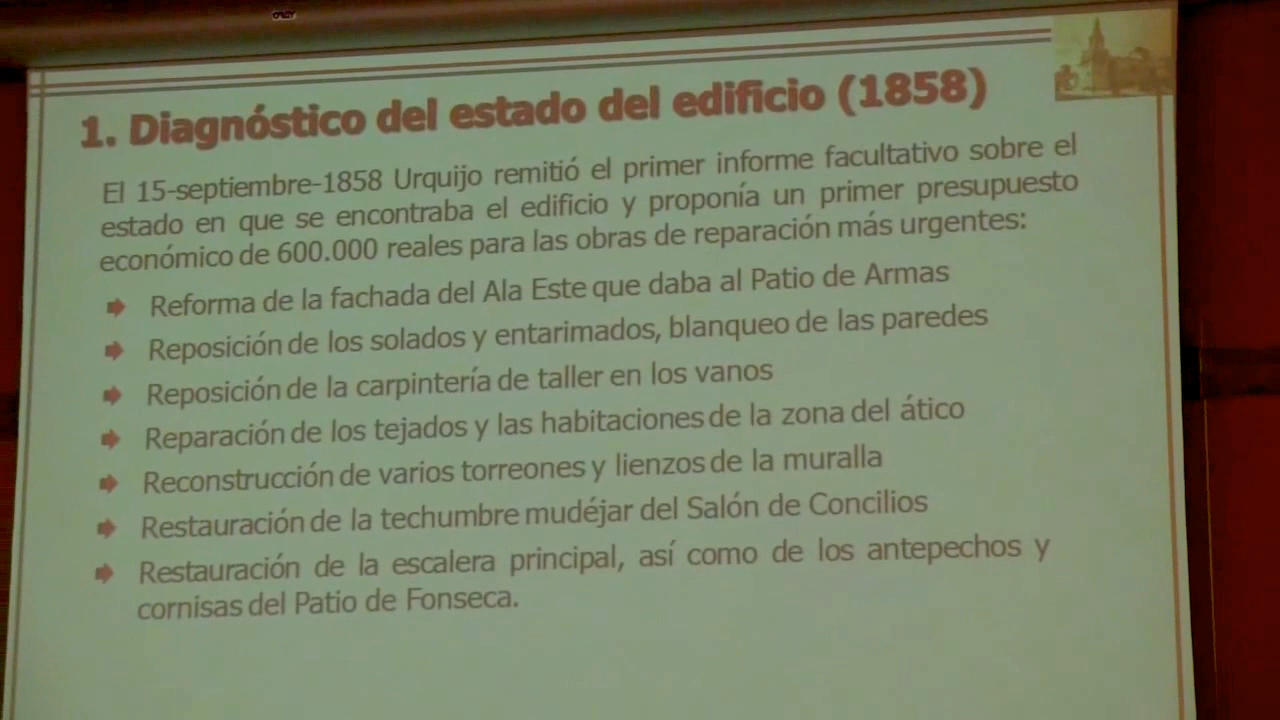 1. Diagnóstico del estado del edificio (1858)
El 15-septiembre-1858 Urquijo remitió el primer informe facultativo sobre el
estado en que se encontraba el edificio y proponía un primer presupuesto
económico de 600.000 reales para las obras de reparación más urgentes:
Reforma de la fachada del Ala Este que daba al Patio de Armas
Reposición de los solados y entarimados, blanqueo de las paredes
Reposición de la carpintería de taller en los vanos
Reparación de los tejados y las habitaciones de la zona del ático
Reconstrucción de varios torreones y lienzos de la muralla
Restauración de la techumbre mudéjar del Salón de Concilios
Restauración de la escalera principal, así como de los antepechos y
cornisas del Patio de Fonseca.